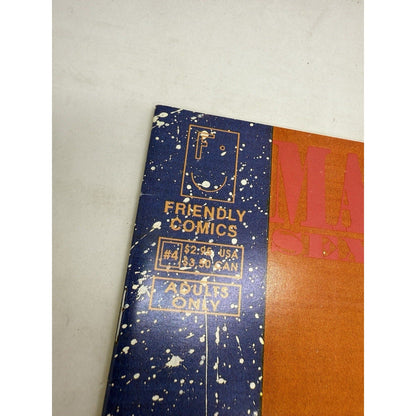 FRIENDLY
COMICS
#4
$2.95 USA
$3.50 CAN
ADULTS
ONLY